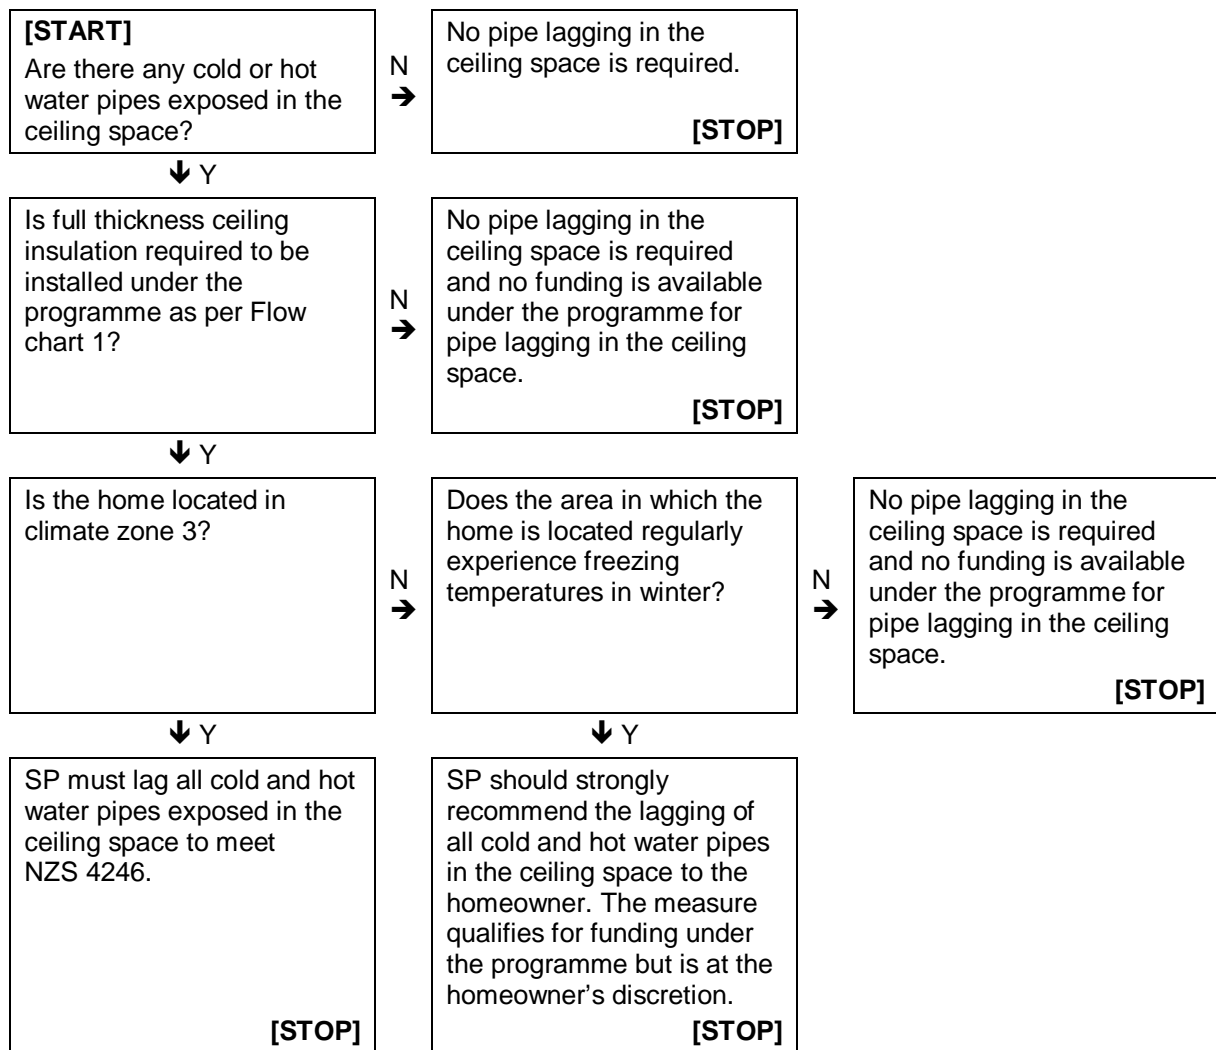 [START]
Are there any cold or hot
water pipes exposed in the
ceiling space?
N
➔
No pipe lagging in the
ceiling space is required.
[STOP]
🡻 Y
Is full thickness ceiling
insulation required to be
installed under the
programme as per Flow
chart 1?
N
➔
No pipe lagging in the
ceiling space is required
and no funding is available
under the programme for
pipe lagging in the ceiling
space.
[STOP]
🡻 Y
Is the home located in
climate zone 3?
N
➔
Does the area in which the
home is located regularly
experience freezing
temperatures in winter?
N
➔
No pipe lagging in the
ceiling space is required
and no funding is available
under the programme for
pipe lagging in the ceiling
space.
[STOP]
🡻 Y
SP must lag all cold and hot
water pipes exposed in the
ceiling space to meet
NZS 4246.
[STOP]
🡻 Y
SP should strongly
recommend the lagging of
all cold and hot water pipes
in the ceiling space to the
homeowner. The measure
qualifies for funding under
the programme but is at the
homeowner's discretion.
[STOP]